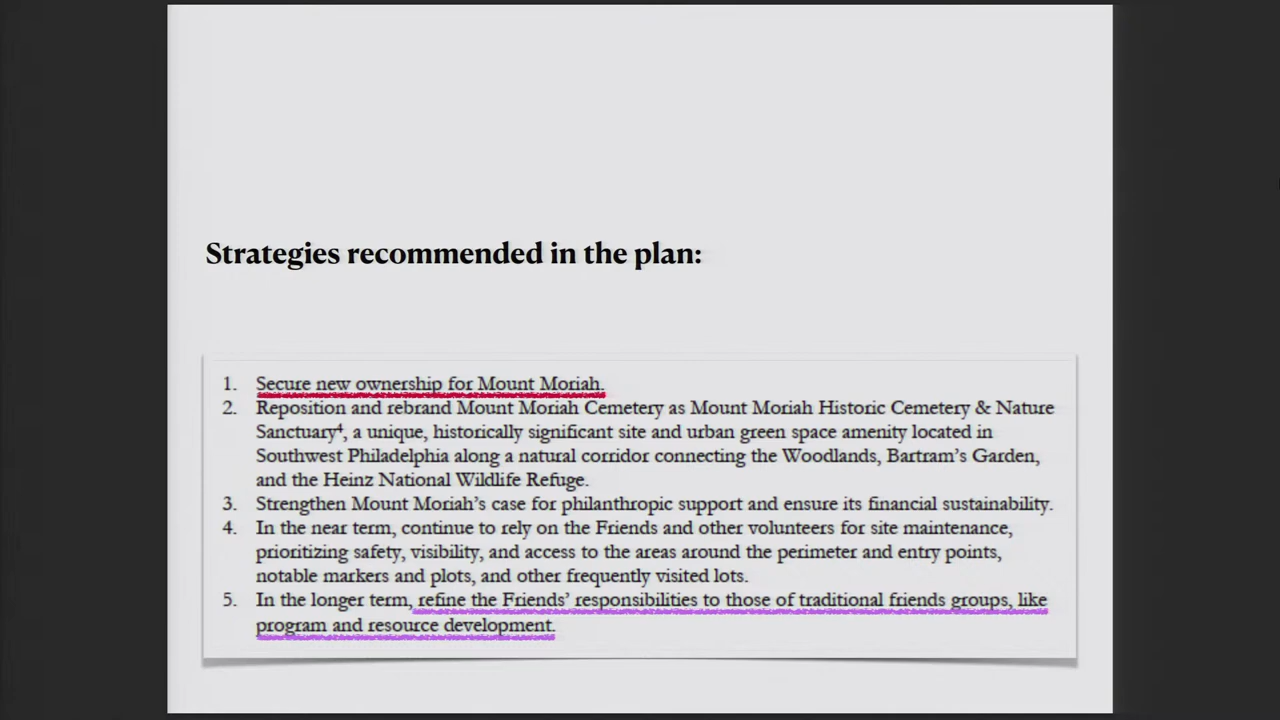 Strategies recommended in the plan:
1. Secure new ownership for Mount Moriah.
2. Reposition and rebrand Mount Moriah Cemetery as Mount Moriah Historic Cemetery & Nature
Sanctuary⁴, a unique, historically significant site and urban green space amenity located in
Southwest Philadelphia along a natural corridor connecting the Woodlands, Bartram’s Garden,
and the Heinz National Wildlife Refuge.
3. Strengthen Mount Moriah’s case for philanthropic support and ensure its financial sustainability.
4. In the near term, continue to rely on the Friends and other volunteers for site maintenance,
prioritizing safety, visibility, and access to the areas around the perimeter and entry points,
notable markers and plots, and other frequently visited lots.
5. In the longer term, refine the Friends’ responsibilities to those of traditional friends groups, like
program and resource development.